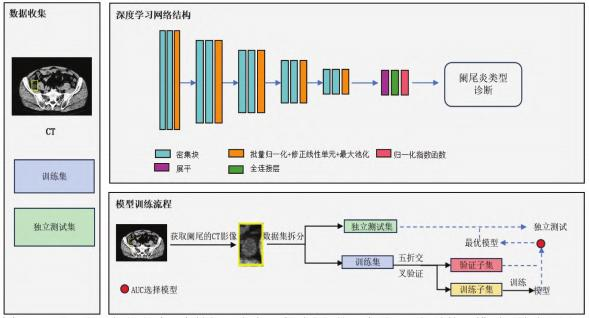 数据收集
CT
训练集
独立测试集
深度学习网络结构
阑尾炎类型
诊断
密集块
批量归一化+修正线性单元+最大池化
归一化指数函数
展平
全连接层
模型训练流程
获取阑尾的CT影像
数据集拆分
独立测试集
独立测试
最优模型
训练集
五折交
叉验证
验证子集
训练子集
训练
模型
AUC选择模型